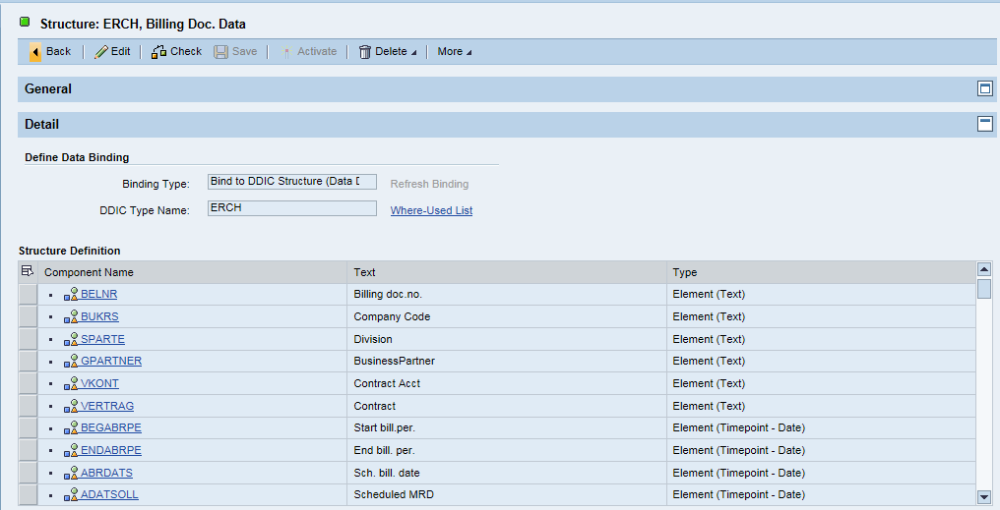 Structure: ERCH, Billing Doc. Data
Back Edit Check Save Activate Delete More
General
Detail
Define Data Binding
Binding Type: Bind to DDIC Structure (Data D Refresh Binding
DDIC Type Name: ERCH Where-Used List
Structure Definition
Component Name Text Type
BELNR Billing doc.no. Element (Text)
BUKRS Company Code Element (Text)
SPARTE Division Element (Text)
GPARTNER BusinessPartner Element (Text)
VKONT Contract Acct Element (Text)
VERTRAG Contract Element (Text)
BEGABRPE Start bill.per. Element (Timepoint - Date)
ENDABRPE End bill. per. Element (Timepoint - Date)
ABRDATS Sch. bill. date Element (Timepoint - Date)
ADATSOLL Scheduled MRD Element (Timepoint - Date)